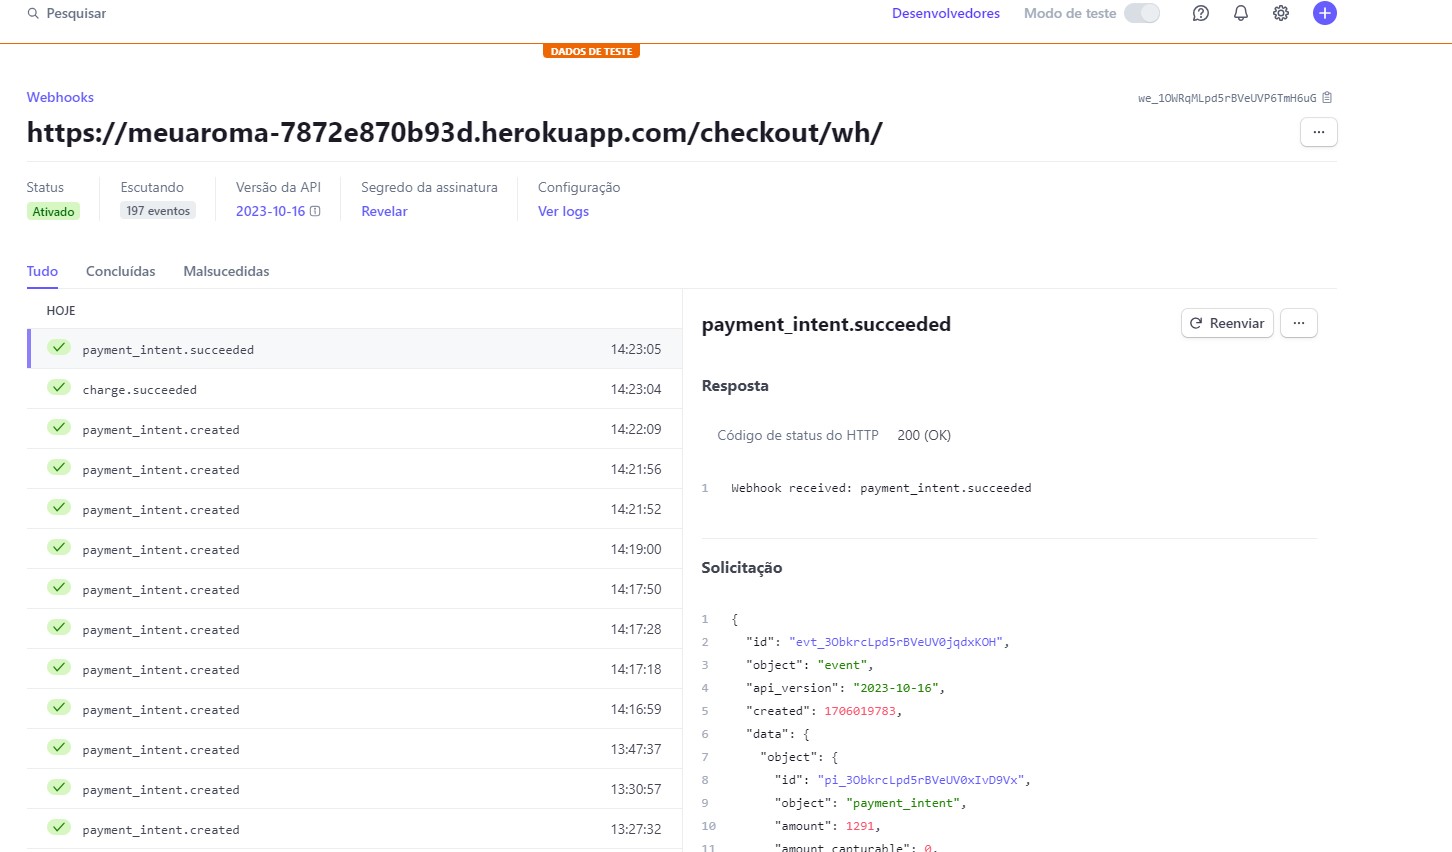 Pesquisar
Desenvolvedores
Modo de teste
DADOS DE TESTE
Webhooks
we_1OWRqMLpd5rBVeUVP6TmH6uG
https://meuaroma-7872e870b93d.herokuapp.com/checkout/wh/
Status
Ativado
Escutando
197 eventos
Versão da API
2023-10-16
Segredo da assinatura
Revelar
Configuração
Ver logs
Tudo
Concluídas
Malsucedidas
HOJE
payment_intent.succeeded 14:23:05
charge.succeeded 14:23:04
payment_intent.created 14:22:09
payment_intent.created 14:21:56
payment_intent.created 14:21:52
payment_intent.created 14:19:00
payment_intent.created 14:17:50
payment_intent.created 14:17:28
payment_intent.created 14:17:18
payment_intent.created 14:16:59
payment_intent.created 13:47:37
payment_intent.created 13:30:57
payment_intent.created 13:27:32
payment_intent.succeeded
Reenviar
Resposta
Código de status do HTTP 200 (OK)
1 Webhook received: payment_intent.succeeded
Solicitação
1 {
2 "id": "evt_3ObkrcLpd5rBVeUV0jqdxKOH",
3 "object": "event",
4 "api_version": "2023-10-16",
5 "created": 1706019783,
6 "data": {
7 "object": {
8 "id": "pi_3ObkrcLpd5rBVeUV0xIvD9Vx",
9 "object": "payment_intent",
10 "amount": 1291,
11 "amount_capturable": 0,